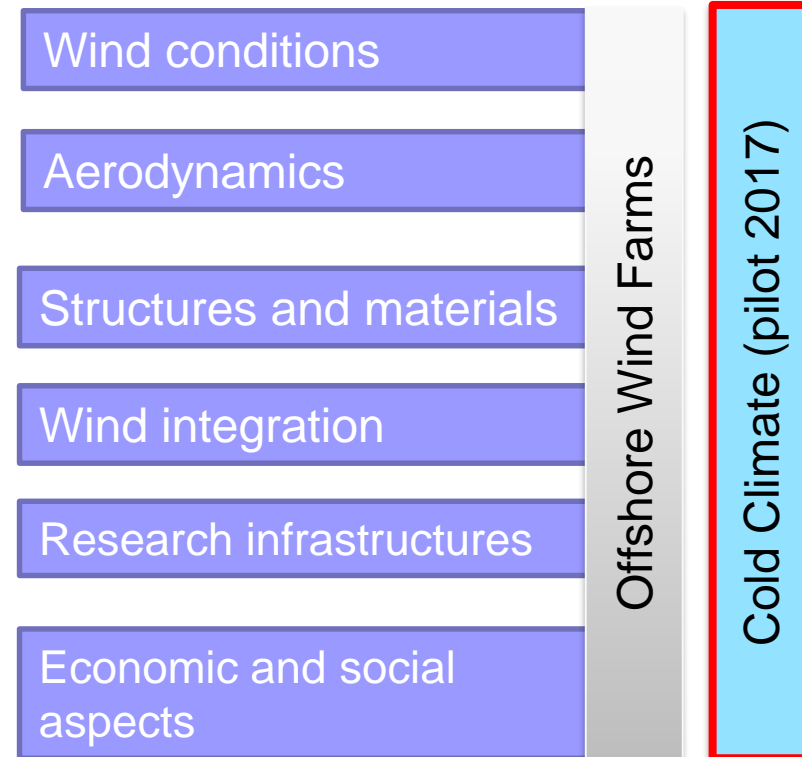 Wind conditions
Aerodynamics
Structures and materials
Wind integration
Research infrastructures
Economic and social
aspects
Offshore Wind Farms
Cold Climate (pilot 2017)